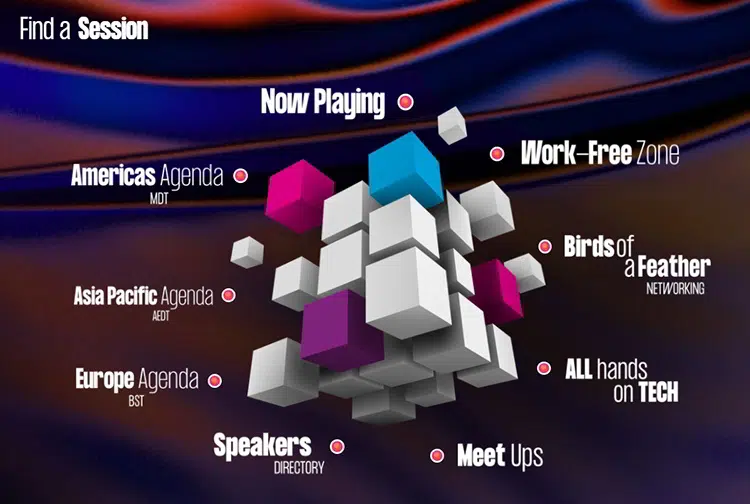 Find a Session
Now Playing
Work-Free Zone
Americas Agenda
MDT
Birds of
a Feather
NETWORKING
Asia Pacific Agenda
AEDT
Europe Agenda
BST
ALL hands
on TECH
Speakers
DIRECTORY
Meet Ups